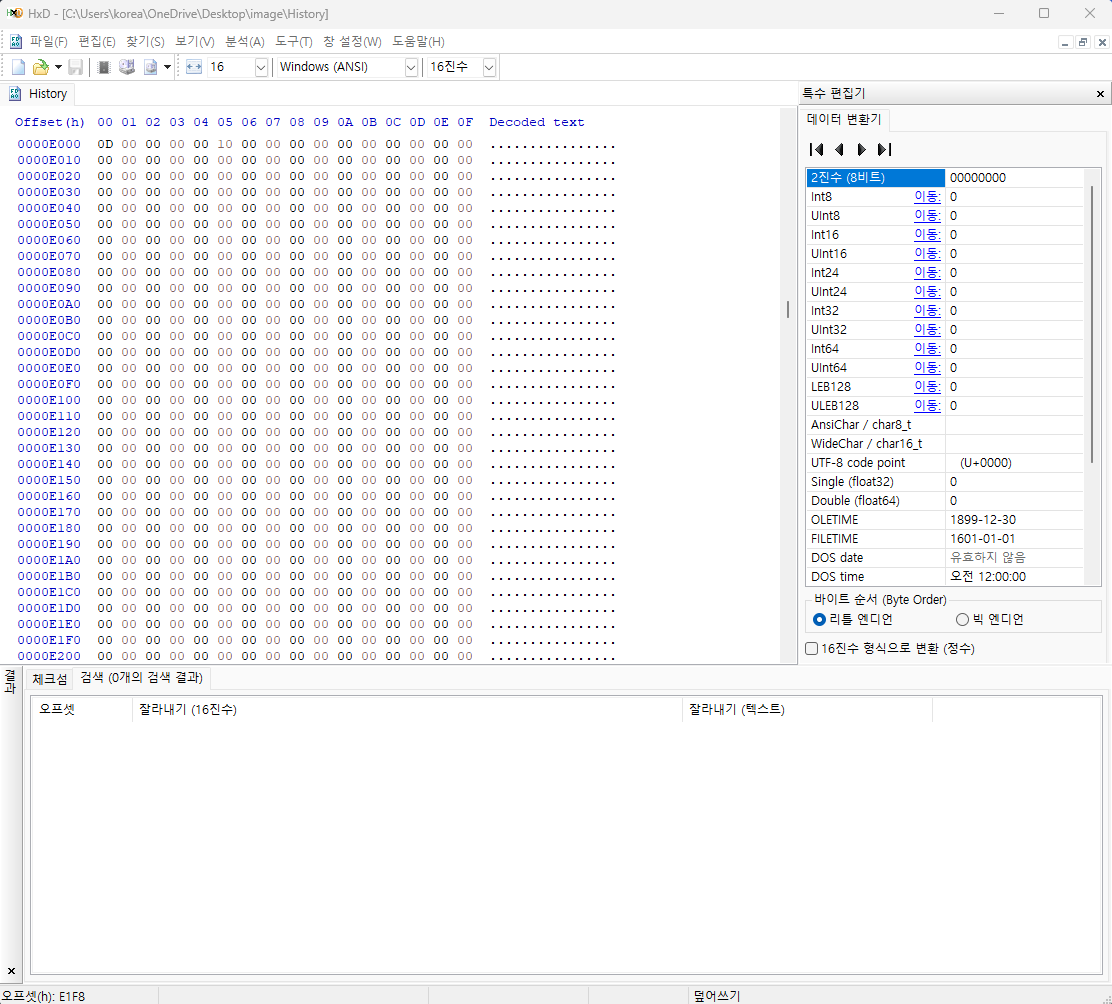 HxD - [C:\Users\korea\OneDrive\Desktop\image\History]
파일(F) 편집(E) 찾기(S) 보기(V) 분석(A) 도구(T) 창 설정(W) 도움말(H)
16 Windows (ANSI) 16진수
History
Offset(h) 00 01 02 03 04 05 06 07 08 09 0A 0B 0C 0D 0E 0F Decoded text
0000E000 0D 00 00 00 00 10 00 00 00 00 00 00 00 00 00 00 ................
0000E010 00 00 00 00 00 00 00 00 00 00 00 00 00 00 00 00 ................
0000E020 00 00 00 00 00 00 00 00 00 00 00 00 00 00 00 00 ................
0000E030 00 00 00 00 00 00 00 00 00 00 00 00 00 00 00 00 ................
0000E040 00 00 00 00 00 00 00 00 00 00 00 00 00 00 00 00 ................
0000E050 00 00 00 00 00 00 00 00 00 00 00 00 00 00 00 00 ................
0000E060 00 00 00 00 00 00 00 00 00 00 00 00 00 00 00 00 ................
0000E070 00 00 00 00 00 00 00 00 00 00 00 00 00 00 00 00 ................
0000E080 00 00 00 00 00 00 00 00 00 00 00 00 00 00 00 00 ................
0000E090 00 00 00 00 00 00 00 00 00 00 00 00 00 00 00 00 ................
0000E0A0 00 00 00 00 00 00 00 00 00 00 00 00 00 00 00 00 ................
0000E0B0 00 00 00 00 00 00 00 00 00 00 00 00 00 00 00 00 ................
0000E0C0 00 00 00 00 00 00 00 00 00 00 00 00 00 00 00 00 ................
0000E0D0 00 00 00 00 00 00 00 00 00 00 00 00 00 00 00 00 ................
0000E0E0 00 00 00 00 00 00 00 00 00 00 00 00 00 00 00 00 ................
0000E0F0 00 00 00 00 00 00 00 00 00 00 00 00 00 00 00 00 ................
0000E100 00 00 00 00 00 00 00 00 00 00 00 00 00 00 00 00 ................
0000E110 00 00 00 00 00 00 00 00 00 00 00 00 00 00 00 00 ................
0000E120 00 00 00 00 00 00 00 00 00 00 00 00 00 00 00 00 ................
0000E130 00 00 00 00 00 00 00 00 00 00 00 00 00 00 00 00 ................
0000E140 00 00 00 00 00 00 00 00 00 00 00 00 00 00 00 00 ................
0000E150 00 00 00 00 00 00 00 00 00 00 00 00 00 00 00 00 ................
0000E160 00 00 00 00 00 00 00 00 00 00 00 00 00 00 00 00 ................
0000E170 00 00 00 00 00 00 00 00 00 00 00 00 00 00 00 00 ................
0000E180 00 00 00 00 00 00 00 00 00 00 00 00 00 00 00 00 ................
0000E190 00 00 00 00 00 00 00 00 00 00 00 00 00 00 00 00 ................
0000E1A0 00 00 00 00 00 00 00 00 00 00 00 00 00 00 00 00 ................
0000E1B0 00 00 00 00 00 00 00 00 00 00 00 00 00 00 00 00 ................
0000E1C0 00 00 00 00 00 00 00 00 00 00 00 00 00 00 00 00 ................
0000E1D0 00 00 00 00 00 00 00 00 00 00 00 00 00 00 00 00 ................
0000E1E0 00 00 00 00 00 00 00 00 00 00 00 00 00 00 00 00 ................
0000E1F0 00 00 00 00 00 00 00 00 00 00 00 00 00 00 00 00 ................
0000E200 00 00 00 00 00 00 00 00 00 00 00 00 00 00 00 00 ................
특수 편집기
데이터 변환기
2진수 (8비트) 00000000
Int8 이동: 0
UInt8 이동: 0
Int16 이동: 0
UInt16 이동: 0
Int24 이동: 0
UInt24 이동: 0
Int32 이동: 0
UInt32 이동: 0
Int64 이동: 0
UInt64 이동: 0
LEB128 이동: 0
ULEB128 이동: 0
AnsiChar / char8_t
WideChar / char16_t
UTF-8 code point (U+0000)
Single (float32) 0
Double (float64) 0
OLETIME 1899-12-30
FILETIME 1601-01-01
DOS date 유효하지 않음
DOS time 오전 12:00:00
바이트 순서 (Byte Order)
리틀 엔디언 빅 엔디언
16진수 형식으로 변환 (정수)
결과
체크섬 검색 (0개의 검색 결과)
오프셋 잘라내기 (16진수) 잘라내기 (텍스트)
오프셋(h): E1F8 덮어쓰기